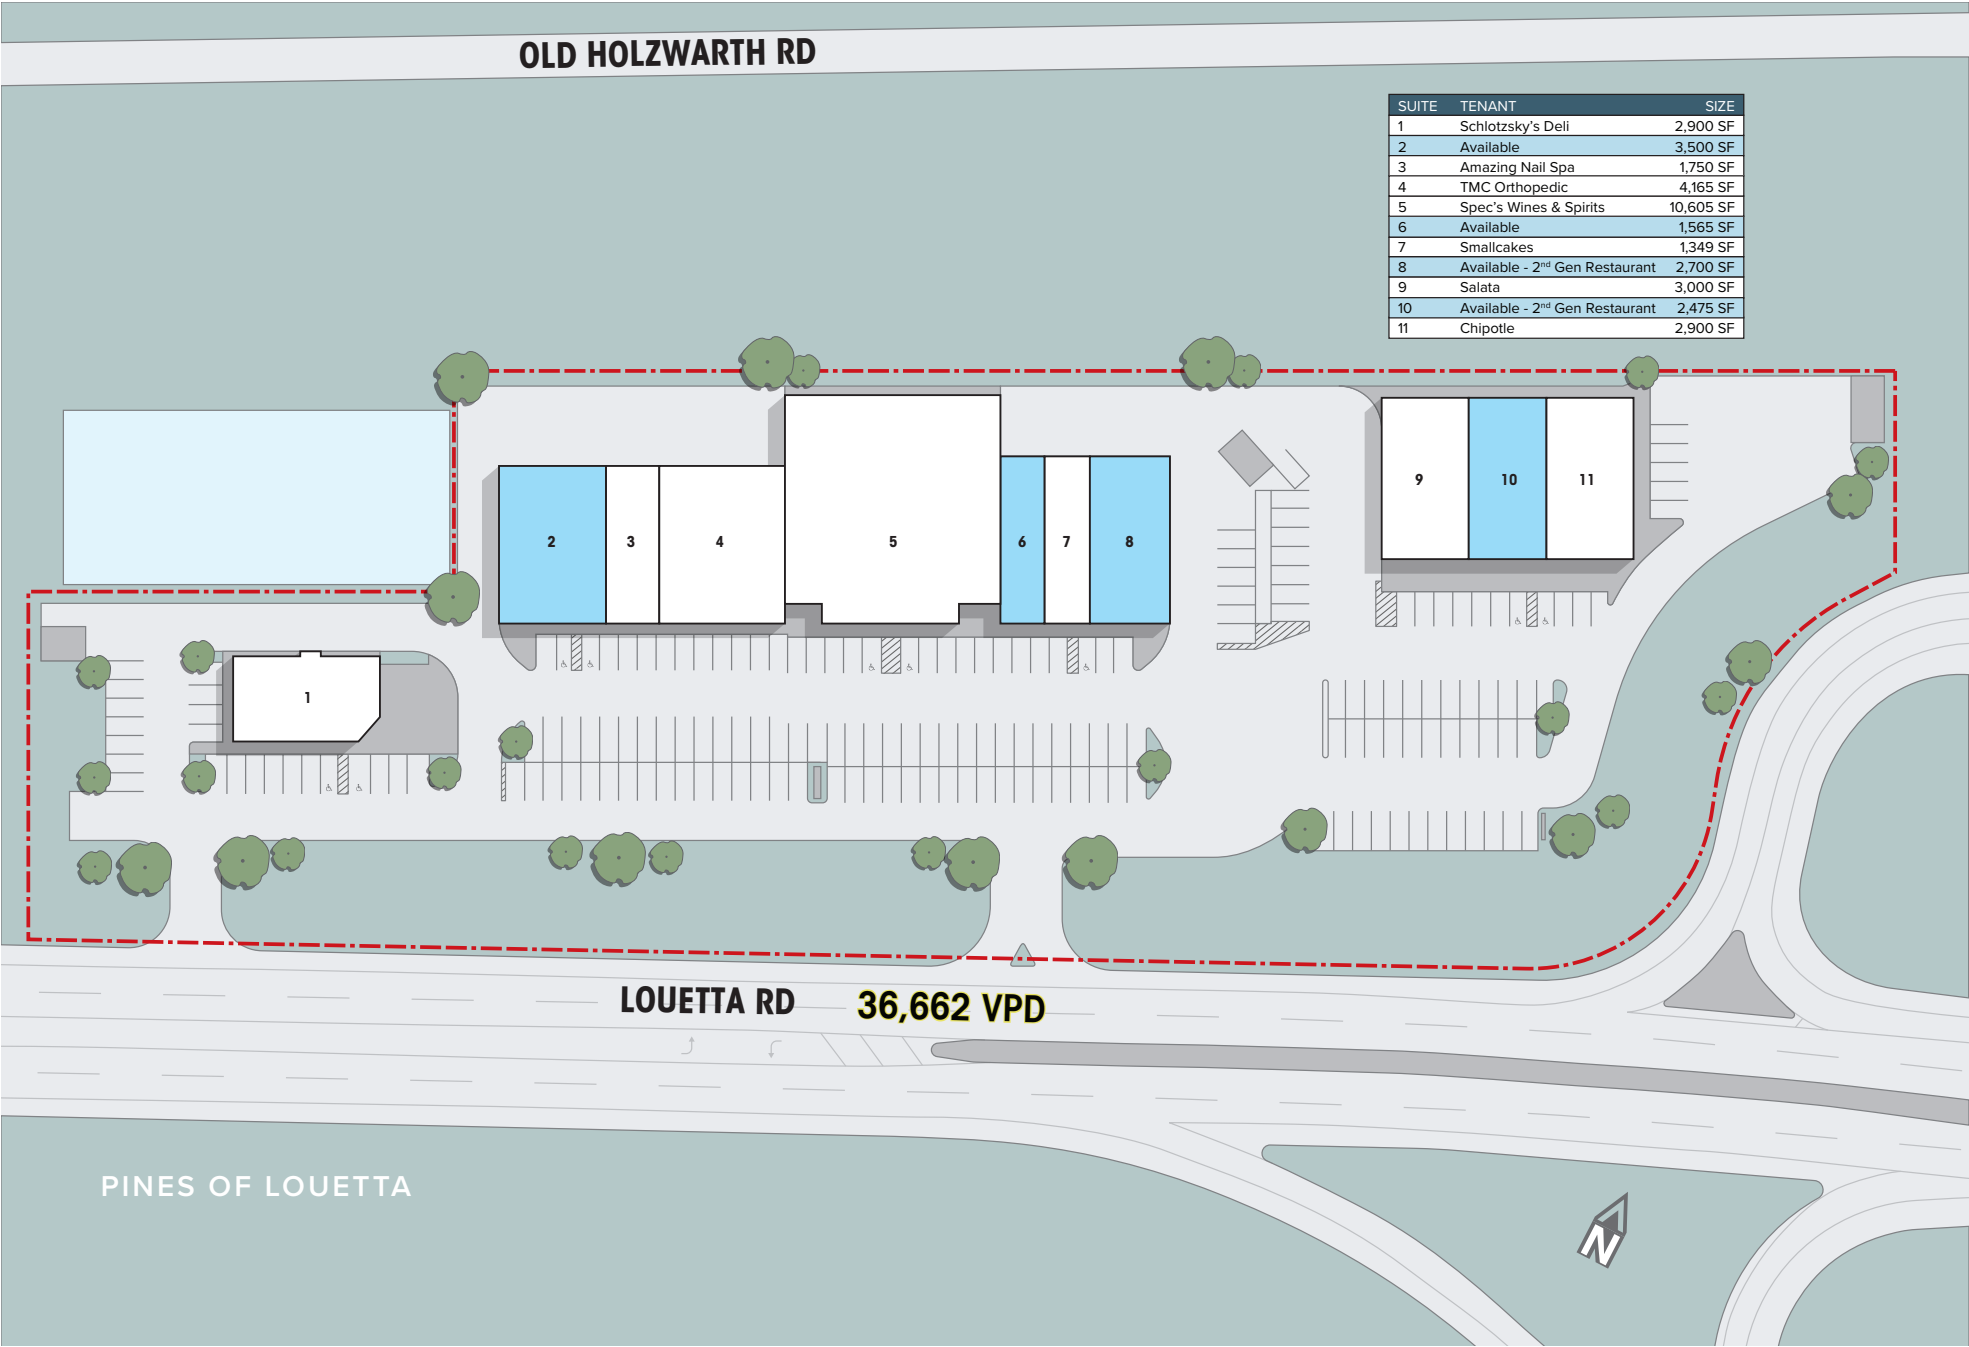 OLD HOLZWARTH RD
SUITE TENANT SIZE
1 Schlotzsky's Deli 2,900 SF
2 Available 3,500 SF
3 Amazing Nail Spa 1,750 SF
4 TMC Orthopedic 4,165 SF
5 Spec's Wines & Spirits 10,605 SF
6 Available 1,565 SF
7 Smallcakes 1,349 SF
8 Available - 2nd Gen Restaurant 2,700 SF
9 Salata 3,000 SF
10 Available - 2nd Gen Restaurant 2,475 SF
11 Chipotle 2,900 SF
9 10 11
2 3 4 5 6 7 8
1
LOUETTA RD 36,662 VPD
PINES OF LOUETTA
N